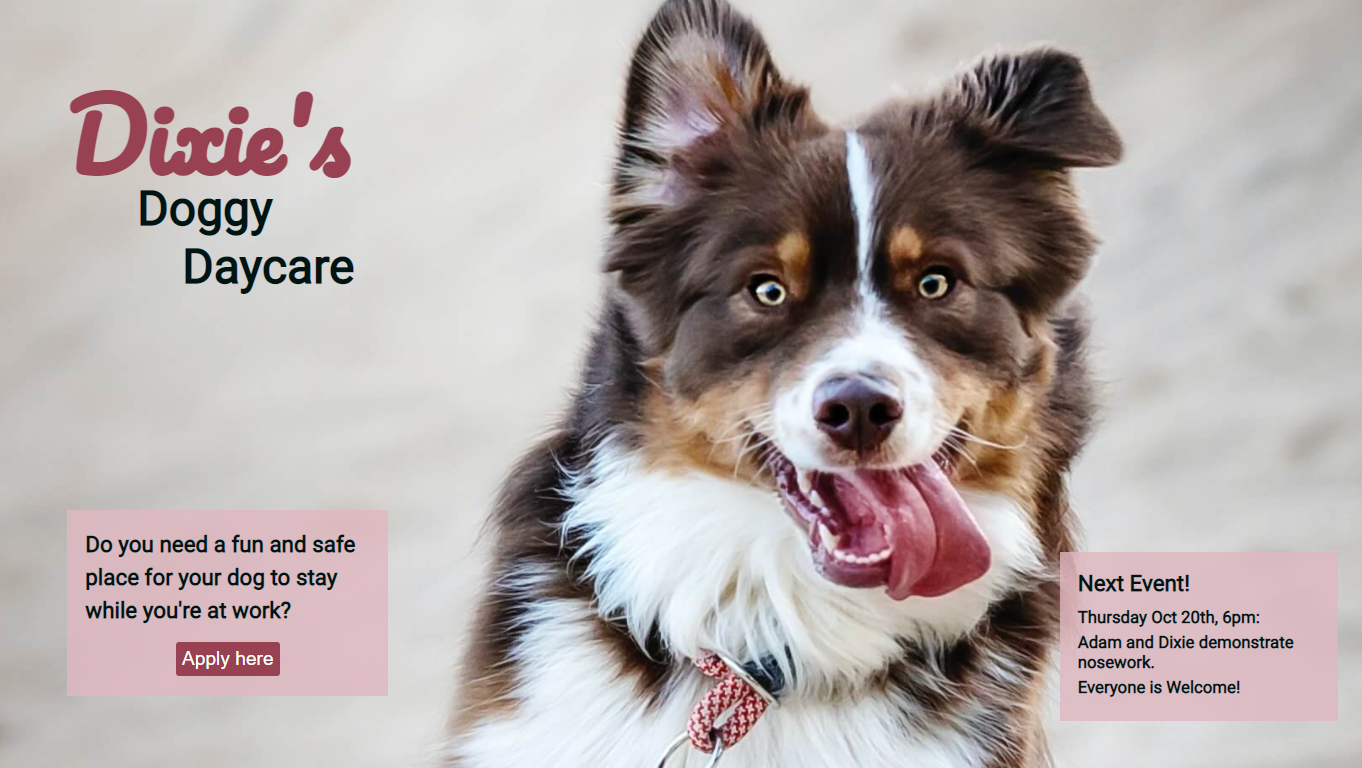 Dixie's
Doggy
Daycare
Do you need a fun and safe
place for your dog to stay
while you're at work?
Apply here
Next Event!
Thursday Oct 20th, 6pm:
Adam and Dixie demonstrate
nosework.
Everyone is Welcome!